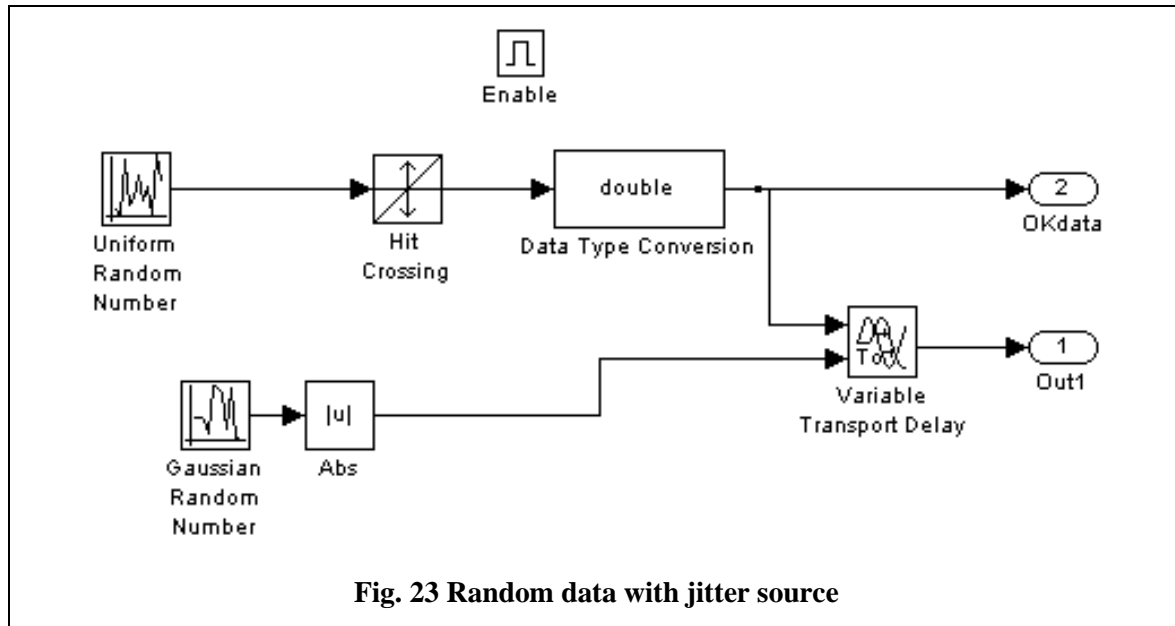 Enable
Uniform
Random
Number
Hit
Crossing
double
Data Type Conversion
2
OKdata
Gaussian
Random
Number
|u|
Abs
To
Variable
Transport Delay
1
Out1
Fig. 23 Random data with jitter source